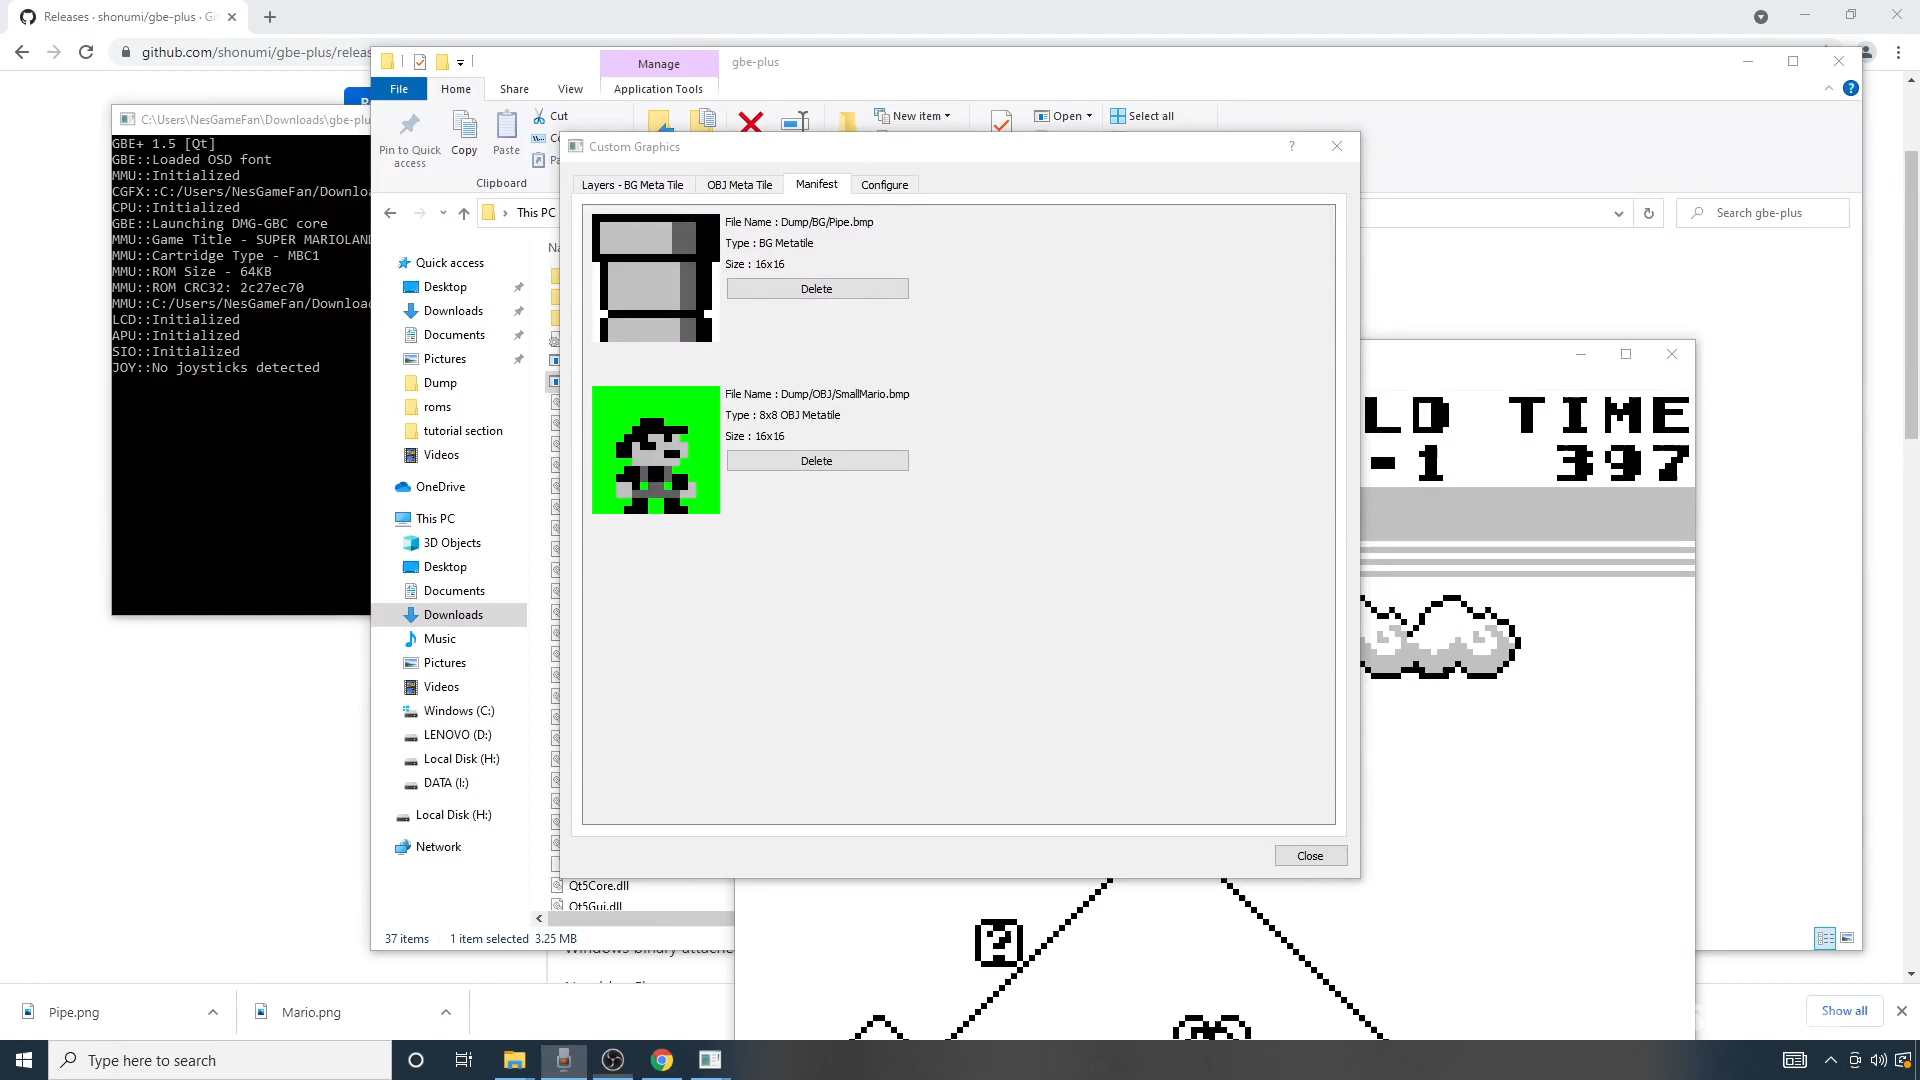 Releases · shonumi/gbe-plus · Gi
github.com/shonumi/gbe-plus/releas
Manage
gbe-plus
File
Home
Share
View
Application Tools
Pin to Quick access
Copy
Paste
Cut
Clipboard
New item
Open
Select all
This PC
Search gbe-plus
C:\Users\NesGameFan\Downloads\gbe-plu
GBE+ 1.5 [Qt]
GBE::Loaded OSD font
MMU::Initialized
CGFX::C:/Users/NesGameFan/Downloa
CPU::Initialized
GBE::Launching DMG-GBC core
MMU::Game Title - SUPER MARIOLAND
MMU::Cartridge Type - MBC1
MMU::ROM Size - 64KB
MMU::ROM CRC32: 2c27ec70
MMU::C:/Users/NesGameFan/Downloa
LCD::Initialized
APU::Initialized
SIO::Initialized
JOY::No joysticks detected
Quick access
Desktop
Downloads
Documents
Pictures
Dump
roms
tutorial section
Videos
OneDrive
This PC
3D Objects
Desktop
Documents
Downloads
Music
Pictures
Videos
Windows (C:)
LENOVO (D:)
Local Disk (H:)
DATA (I:)
Local Disk (H:)
Network
Custom Graphics
Layers - BG Meta Tile
OBJ Meta Tile
Manifest
Configure
File Name : Dump/BG/Pipe.bmp
Type : BG Metatile
Size : 16x16
Delete
File Name : Dump/OBJ/SmallMario.bmp
Type : 8x8 OBJ Metatile
Size : 16x16
Delete
Close
LD TIME
-1 397
Qt5Core.dll
Qt5Gui.dll
37 items
1 item selected 3.25 MB
Windows binary attache
Pipe.png
Mario.png
Show all
Type here to search